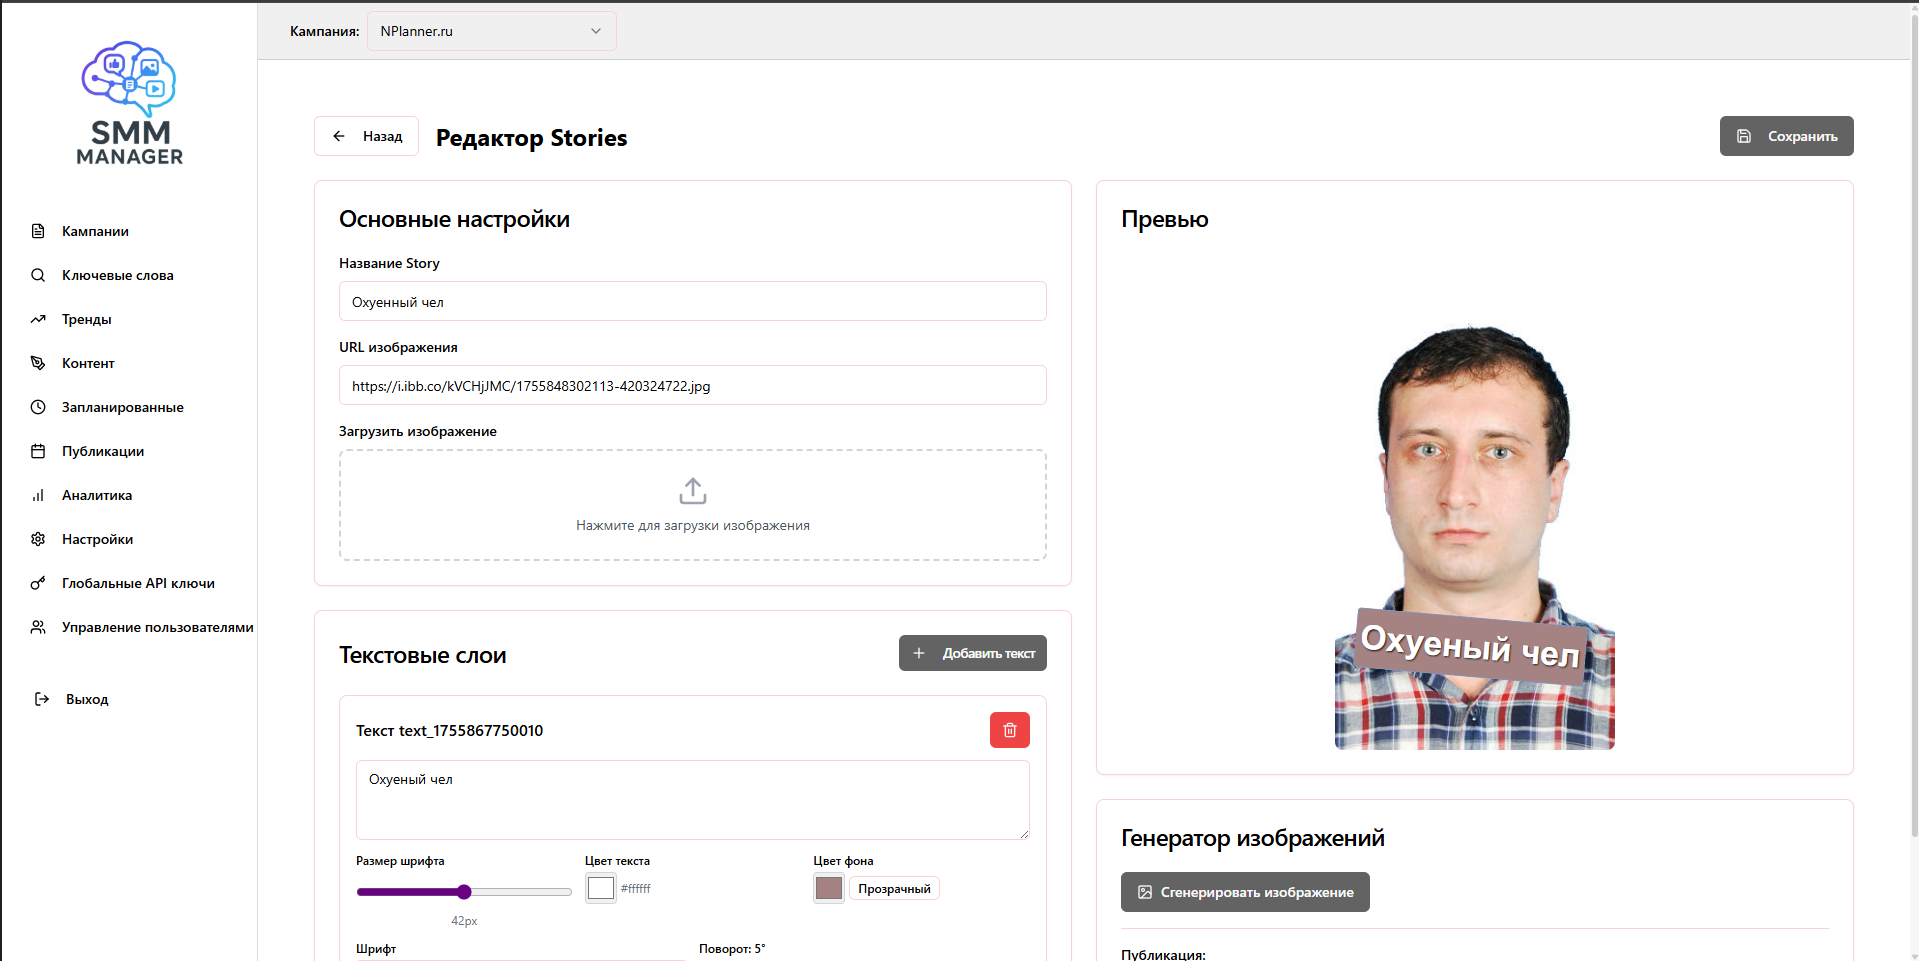 Кампания:
NPlanner.ru
SMM
MANAGER
Кампании
Ключевые слова
Тренды
Контент
Запланированные
Публикации
Аналитика
Настройки
Глобальные API ключи
Управление пользователями
Выход
Назад
Редактор Stories
Сохранить
Основные настройки
Название Story
Охуенный чел
URL изображения
https://i.ibb.co/kVCHjJMC/1755848302113-420324722.jpg
Загрузить изображение
Нажмите для загрузки изображения
Текстовые слои
Добавить текст
Текст text_1755867750010
Охуеный чел
Размер шрифта
42px
Цвет текста
#ffffff
Цвет фона
Прозрачный
Шрифт
Поворот: 5°
Превью
Охуеный чел
Генератор изображений
Сгенерировать изображение
Публикация: